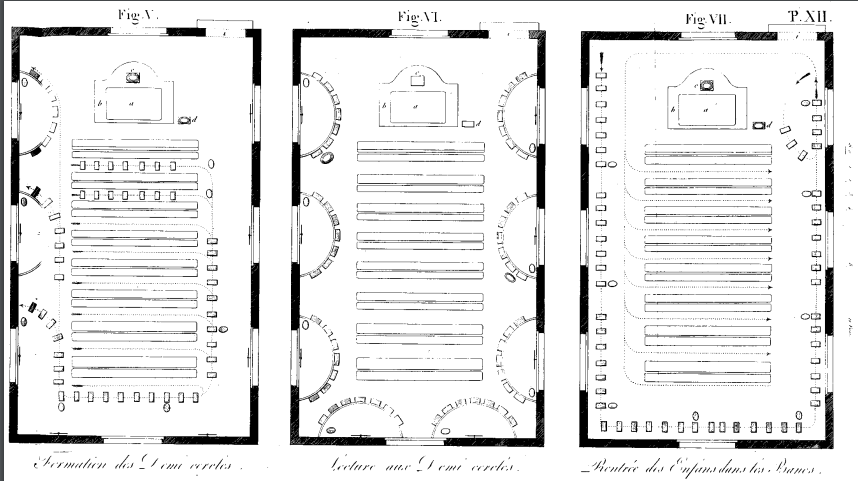 Fig. V.
Fig. VI.
Fig. VII.
P. XII.
i
c
b
a
d
i
c
b
a
d
i
c
b
a
d
Formation des Demi cercles.
Lecture aux Demi cercles.
Rentrée des Enfans dans les Bancs.